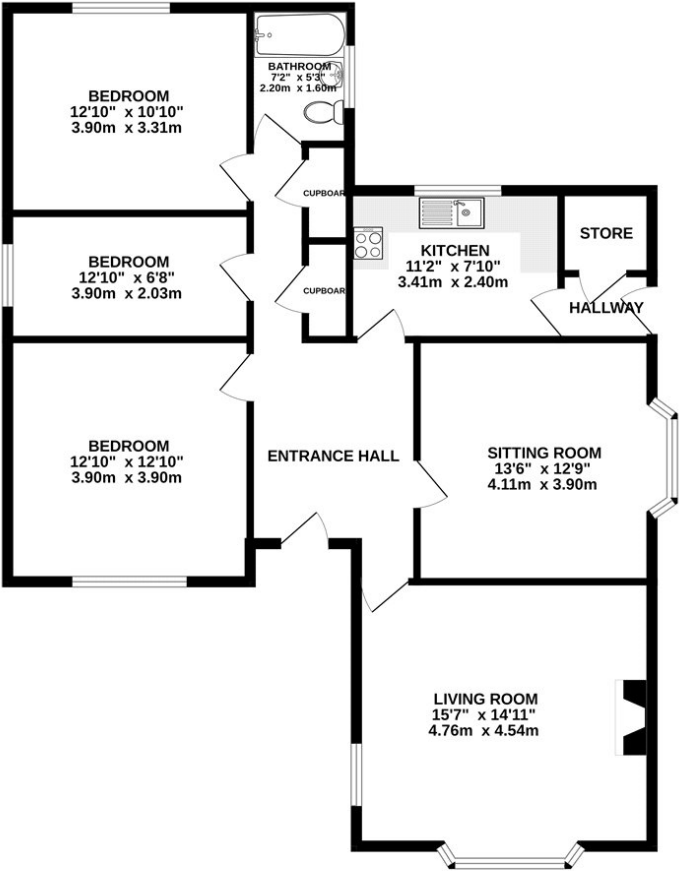 BEDROOM
12'10" x 10'10"
3.90m x 3.31m
BATHROOM
7'2" x 5'3"
2.20m x 1.60m
CUPBOAR
BEDROOM
12'10" x 6'8"
3.90m x 2.03m
CUPBOAR
KITCHEN
11'2" x 7'10"
3.41m x 2.40m
STORE
HALLWAY
BEDROOM
12'10" x 12'10"
3.90m x 3.90m
ENTRANCE HALL
SITTING ROOM
13'6" x 12'9"
4.11m x 3.90m
LIVING ROOM
15'7" x 14'11"
4.76m x 4.54m